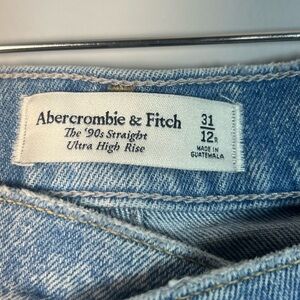 Abercrombie & Fitch
The '90s Straight
Ultra High Rise
31
12R
MADE IN
GUATEMALA